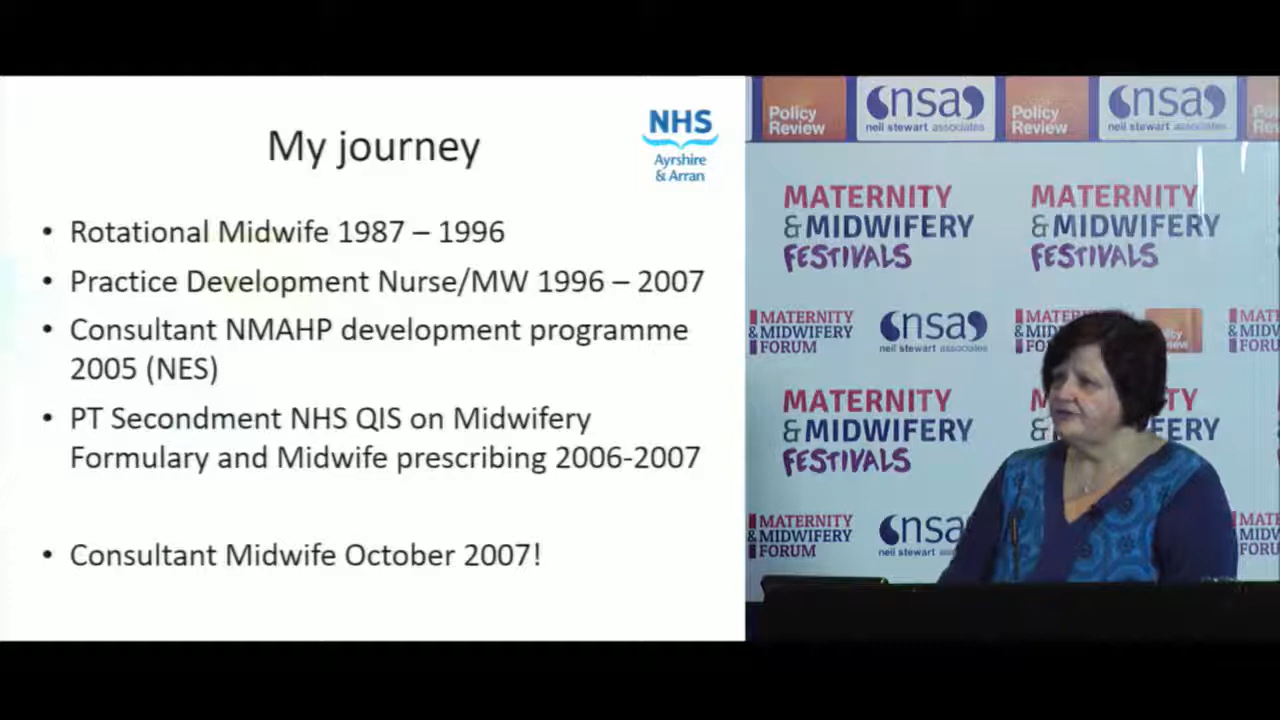 My journey
NHS
Ayrshire
& Arran
• Rotational Midwife 1987 – 1996
• Practice Development Nurse/MW 1996 – 2007
• Consultant NMAHP development programme
2005 (NES)
• PT Secondment NHS QIS on Midwifery
Formulary and Midwife prescribing 2006-2007
• Consultant Midwife October 2007!
Policy
Review
nsa
neil stewart associates
Policy
Review
nsa
neil stewart associates
MATERNITY
& MIDWIFERY
FESTIVALS
MATERNITY
& MIDWIFERY
FESTIVALS
MATERNITY
& MIDWIFERY
FORUM
nsa
neil stewart associates
MATERNITY
& MIDWIFERY
FESTIVALS
MATERNITY
& MIDWIFERY
FORUM
nsa
neil stewart